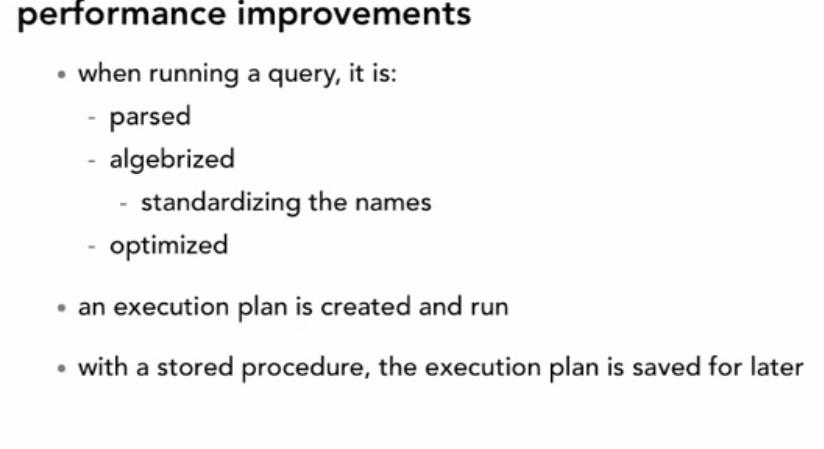 performance improvements
• when running a query, it is:
- parsed
- algebrized
- standardizing the names
- optimized
• an execution plan is created and run
• with a stored procedure, the execution plan is saved for later